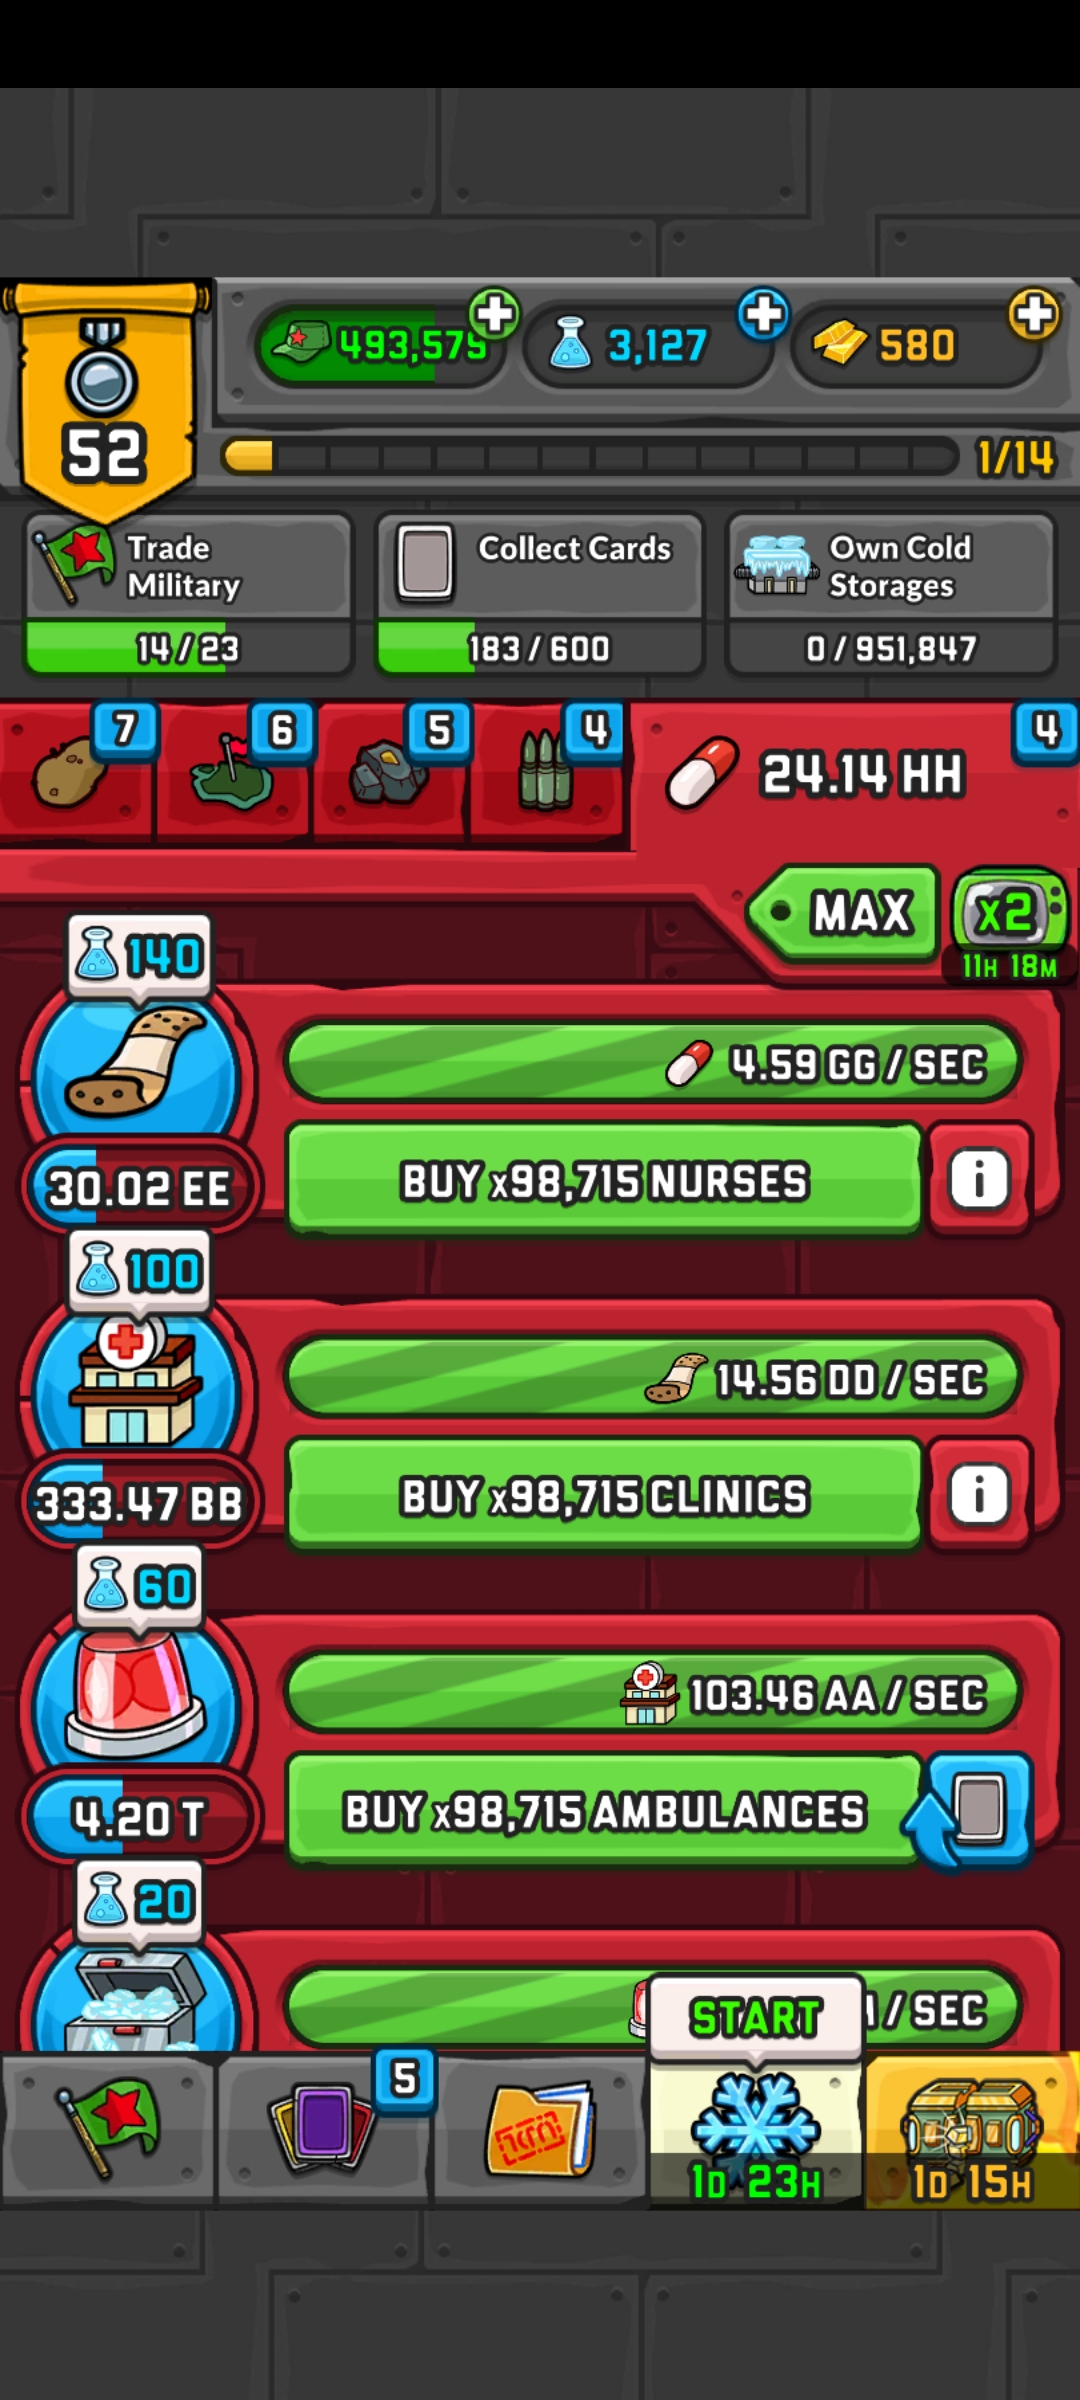 493,579
3,127
580
52
1/14
Trade
Military
14/23
Collect Cards
183/600
Own Cold
Storages
0/951,847
7
6
5
4
24.14 HH
4
MAX
x2
11H 18M
140
4.59 GG/SEC
30.02 EE
BUY x98,715 NURSES
i
100
14.56 DD/SEC
333.47 BB
BUY x98,715 CLINICS
i
60
103.46 AA/SEC
4.20 T
BUY x98,715 AMBULANCES
20
/SEC
START
5
1D 23H
1D 15H